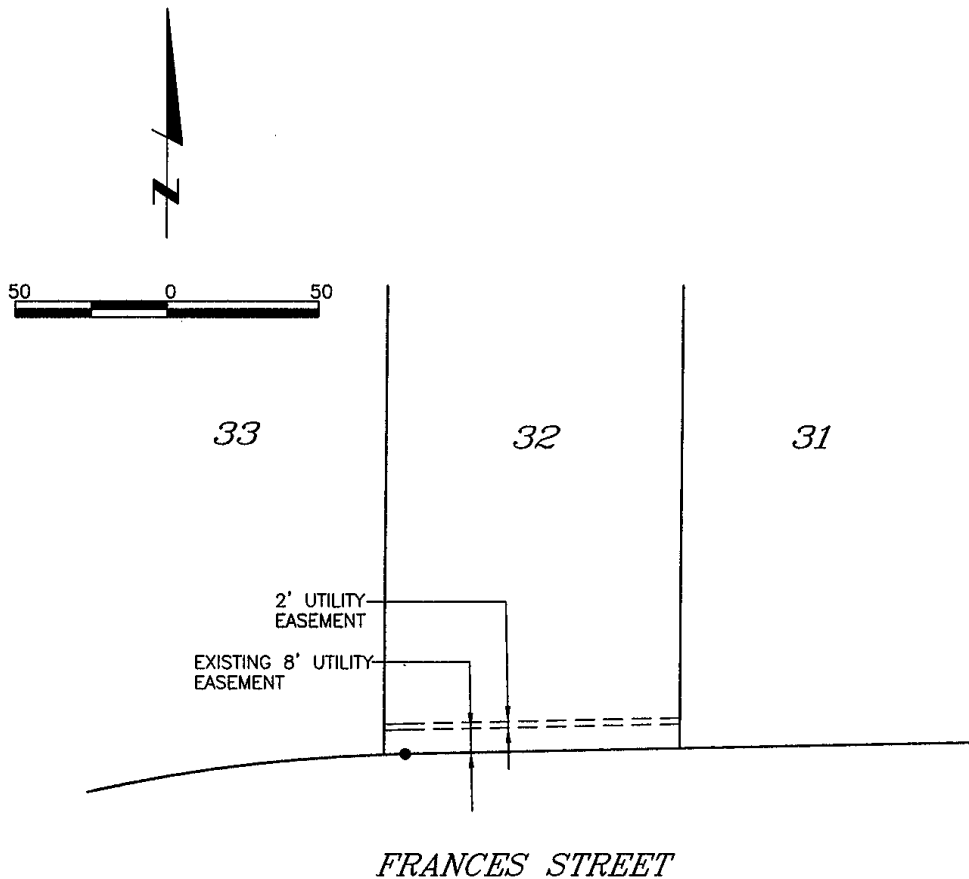 N
50 0 50
33 32 31
2' UTILITY
EASEMENT
EXISTING 8' UTILITY
EASEMENT
FRANCES STREET